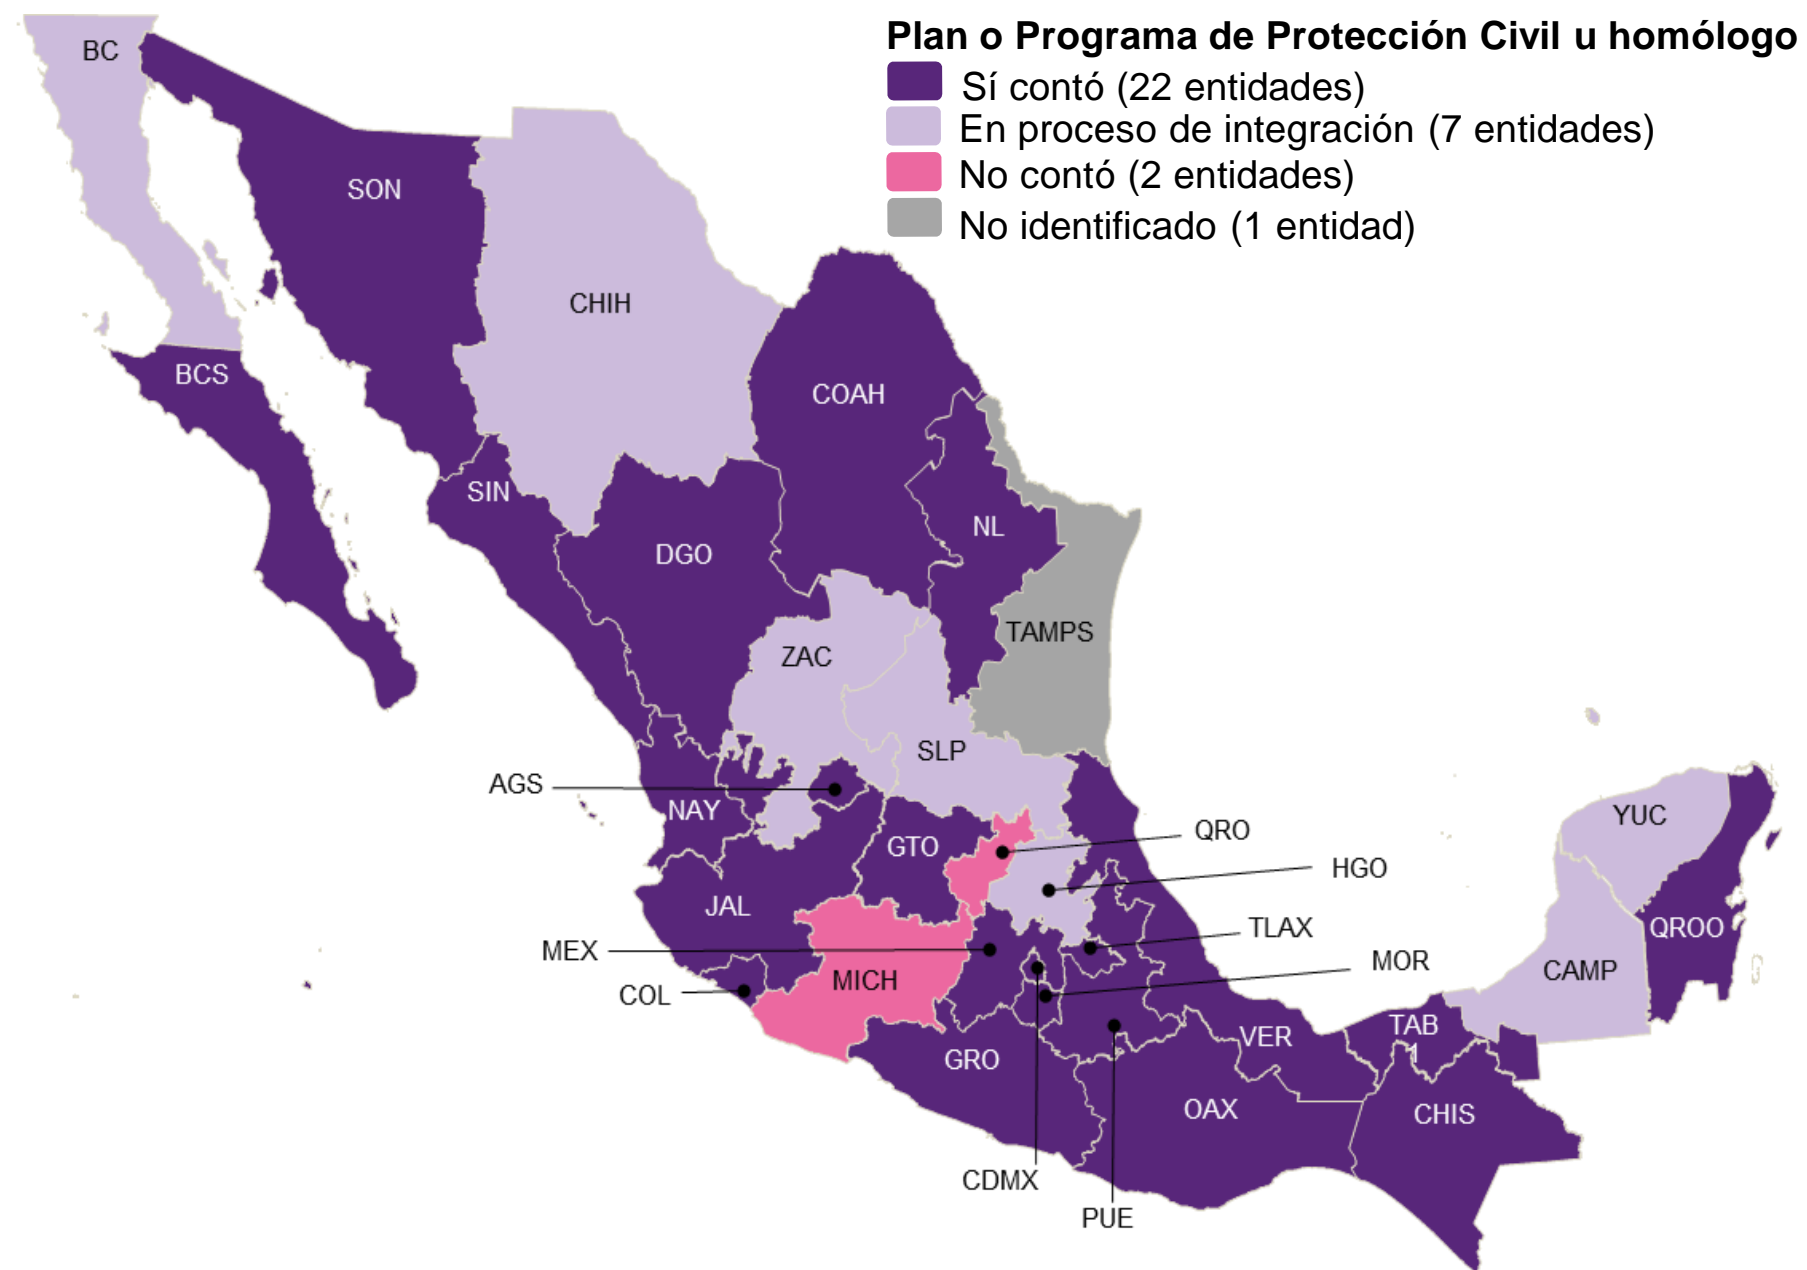 Plan o Programa de Protección Civil u homólogo
Sí contó (22 entidades)
En proceso de integración (7 entidades)
No contó (2 entidades)
No identificado (1 entidad)
BC
SON
CHIH
BCS
COAH
SIN
NL
DGO
TAMPS
ZAC
SLP
AGS
NAY
GTO
QRO
YUC
HGO
JAL
TLAX
QROO
MEX
MOR
CAMP
MICH
COL
TAB
1
VER
GRO
OAX
CHIS
CDMX
PUE